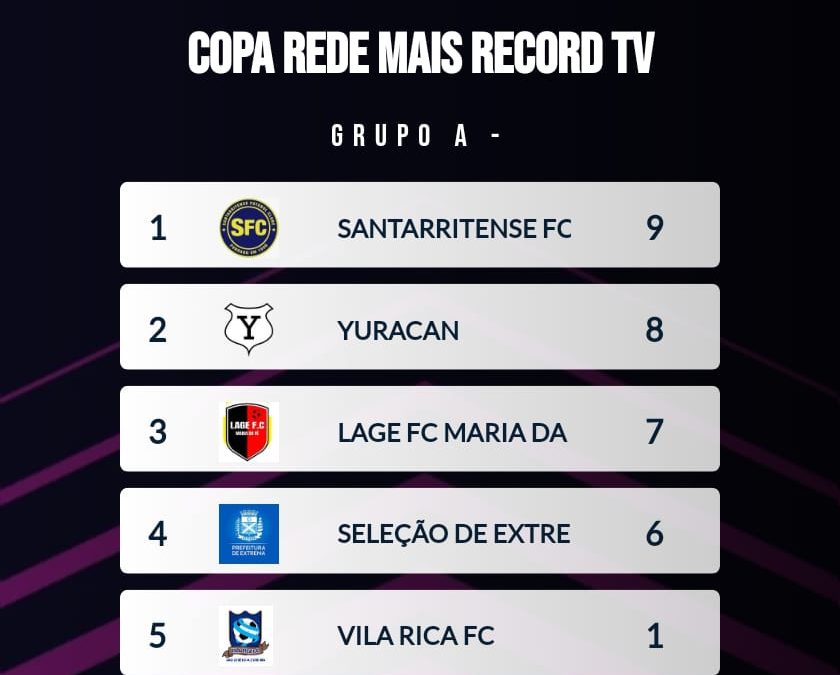 COPA REDE MAIS RECORD TV
GRUPO A -
1 SFC SANTARRITENSE FC 9
2 Y YURACAN 8
3 LAGE F.C LAGE FC MARIA DA 7
4 PREFEITURA DE EXTREMA SELEÇÃO DE EXTRE 6
5 VILA RICA FC 1